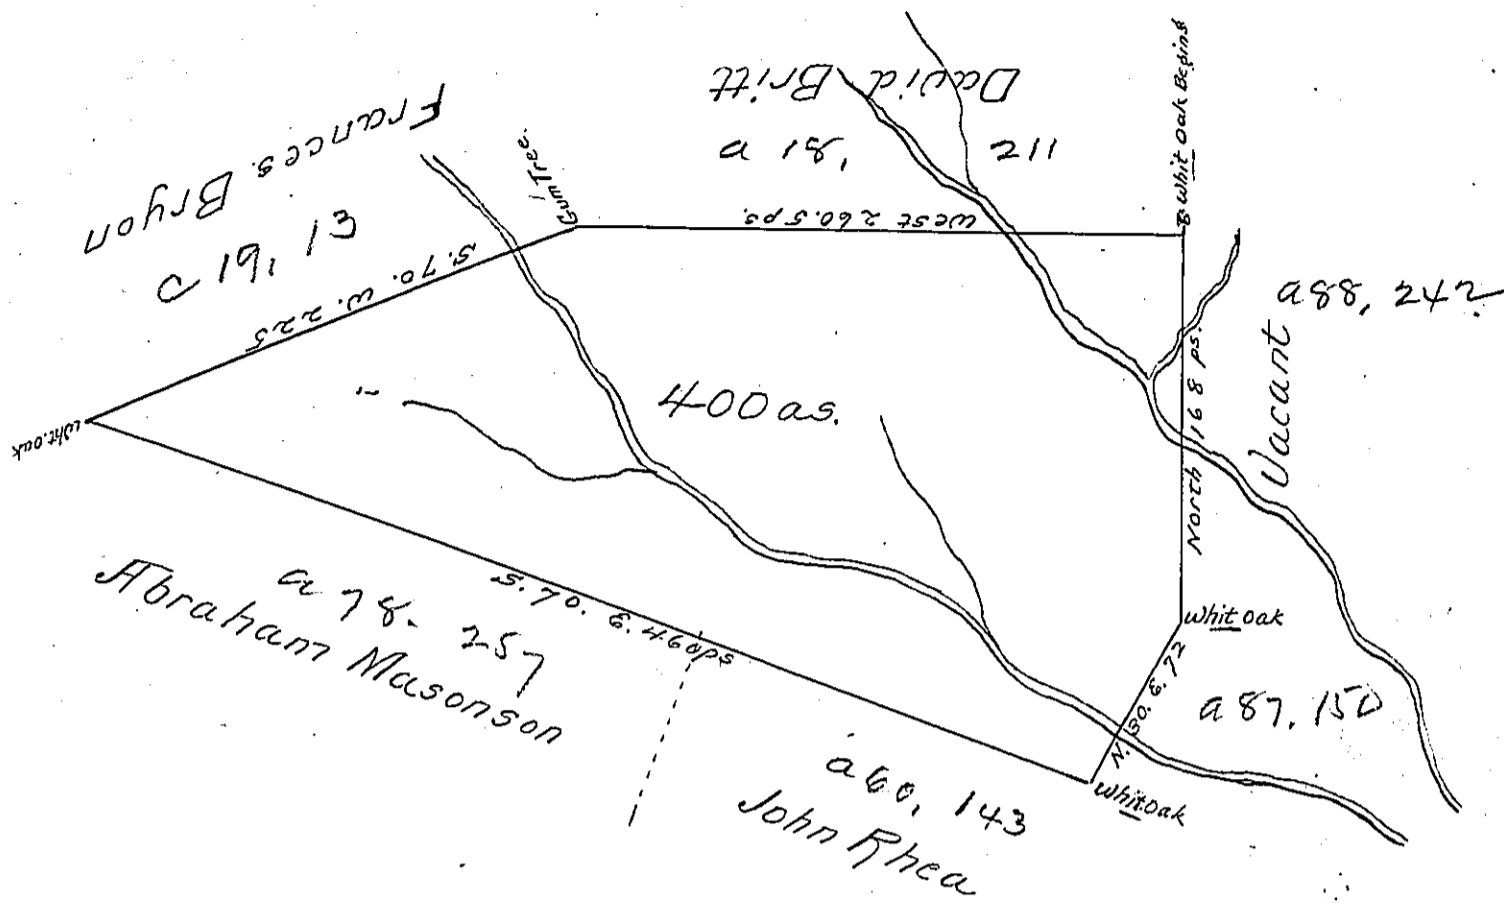 David Britt
a 18, 211
Frances. Bryon
C 19, 13
Gum Tree.
B. Whit Oak Begins
West 260.5 ps.
S. 70. W. 225
Wht. oak
400 as.
a 88, 242
Vacant
North 168 ps.
Whit Oak
N. 30. E. 72
a 87, 150
Whit oak
S. 70. E. 460 ps
a 78. 257
Abraham Masonson
a 60, 143
John Rhea